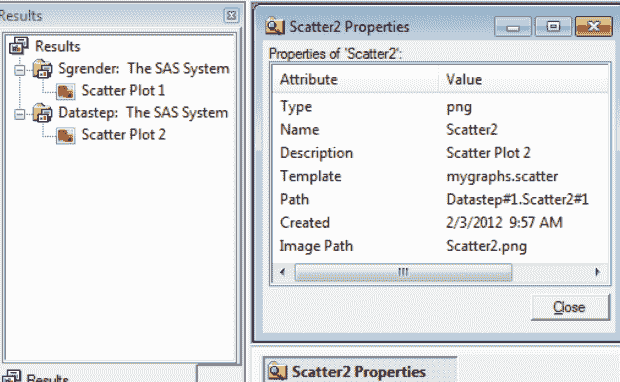 Results
Results
Sgrender: The SAS System
Scatter Plot 1
Datastep: The SAS System
Scatter Plot 2
Results
Scatter2 Properties
Properties of 'Scatter2':
Attribute Value
Type png
Name Scatter2
Description Scatter Plot 2
Template mygraphs.scatter
Path Datastep#1.Scatter2#1
Created 2/3/2012 9:57 AM
Image Path Scatter2.png
Close
Scatter2 Properties